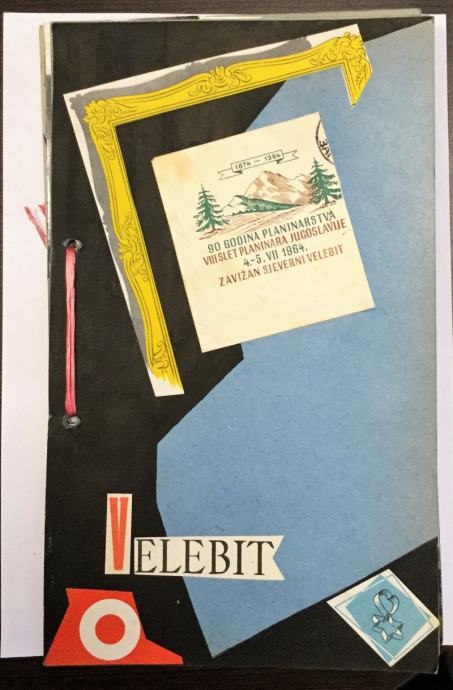 1874 — 1964
90 GODINA PLANINARSTVA
VIII SLET PLANINARA JUGOSLAVIJE
4.-5. VII 1964.
ZAVIŽAN SJEVERNI VELEBIT
VELEBIT